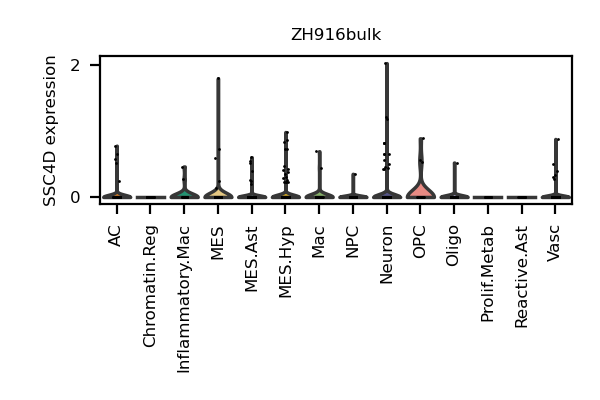 ZH916bulk
SSC4D expression
2
0
AC
Chromatin.Reg
Inflammatory.Mac
MES
MES.Ast
MES.Hyp
Mac
NPC
Neuron
OPC
Oligo
Prolif.Metab
Reactive.Ast
Vasc